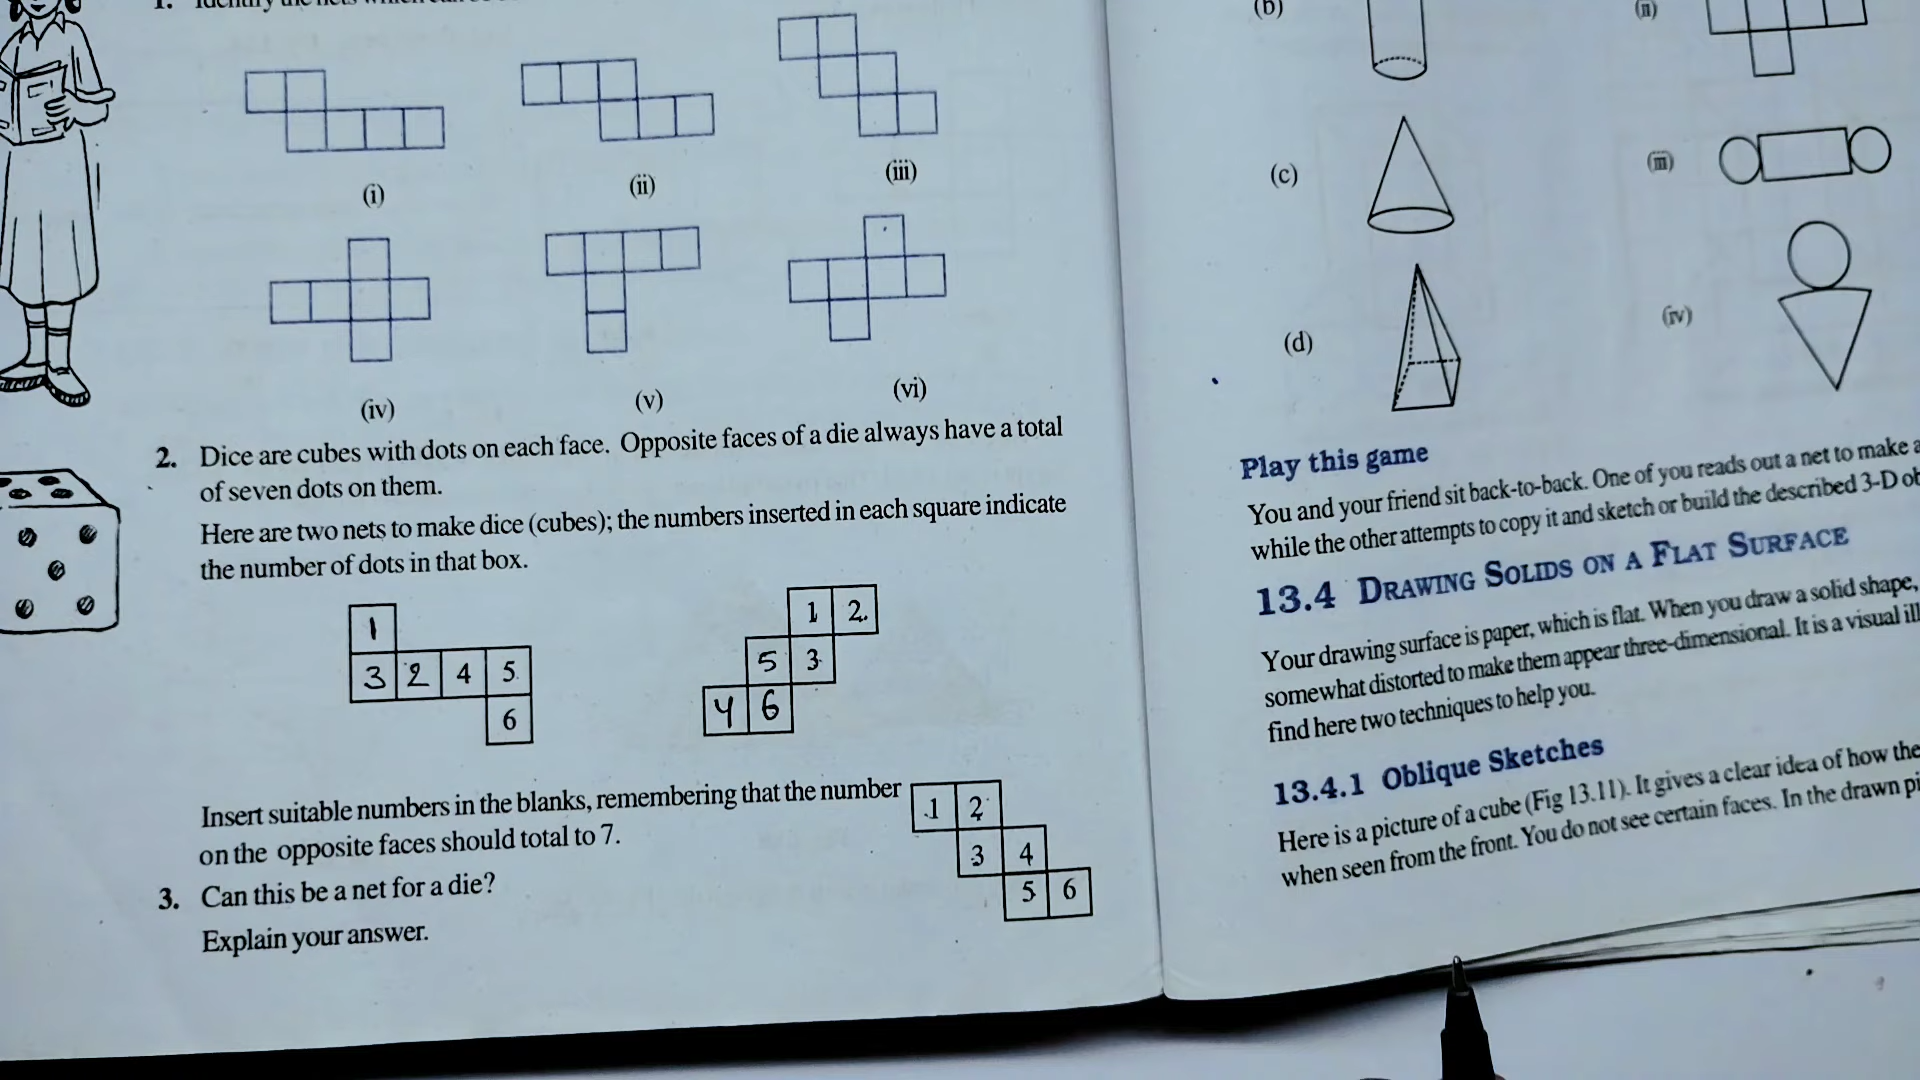 1. Identify the nets which can
(i)
(ii)
(iii)
(iv)
(v)
(vi)
2. Dice are cubes with dots on each face. Opposite faces of a die always have a total
of seven dots on them.
Here are two nets to make dice (cubes); the numbers inserted in each square indicate
the number of dots in that box.
1
3 2 4 5
6
1 2
5 3
4 6
Insert suitable numbers in the blanks, remembering that the number
on the opposite faces should total to 7.
3. Can this be a net for a die?
Explain your answer.
1 2
3 4
5 6
(b)
(ii)
(c)
(iii)
(d)
(iv)
Play this game
You and your friend sit back-to-back. One of you reads out a net to make a
while the other attempts to copy it and sketch or build the described 3-D
13.4 DRAWING SOLIDS ON A FLAT SURFACE
Your drawing surface is paper, which is flat. When you draw a solid shape,
somewhat distorted to make them appear three-dimensional. It is a visual
find here two techniques to help you.
13.4.1 Oblique Sketches
Here is a picture of a cube (Fig 13.11). It gives a clear idea of how the
when seen from the front. You do not see certain faces. In the drawn